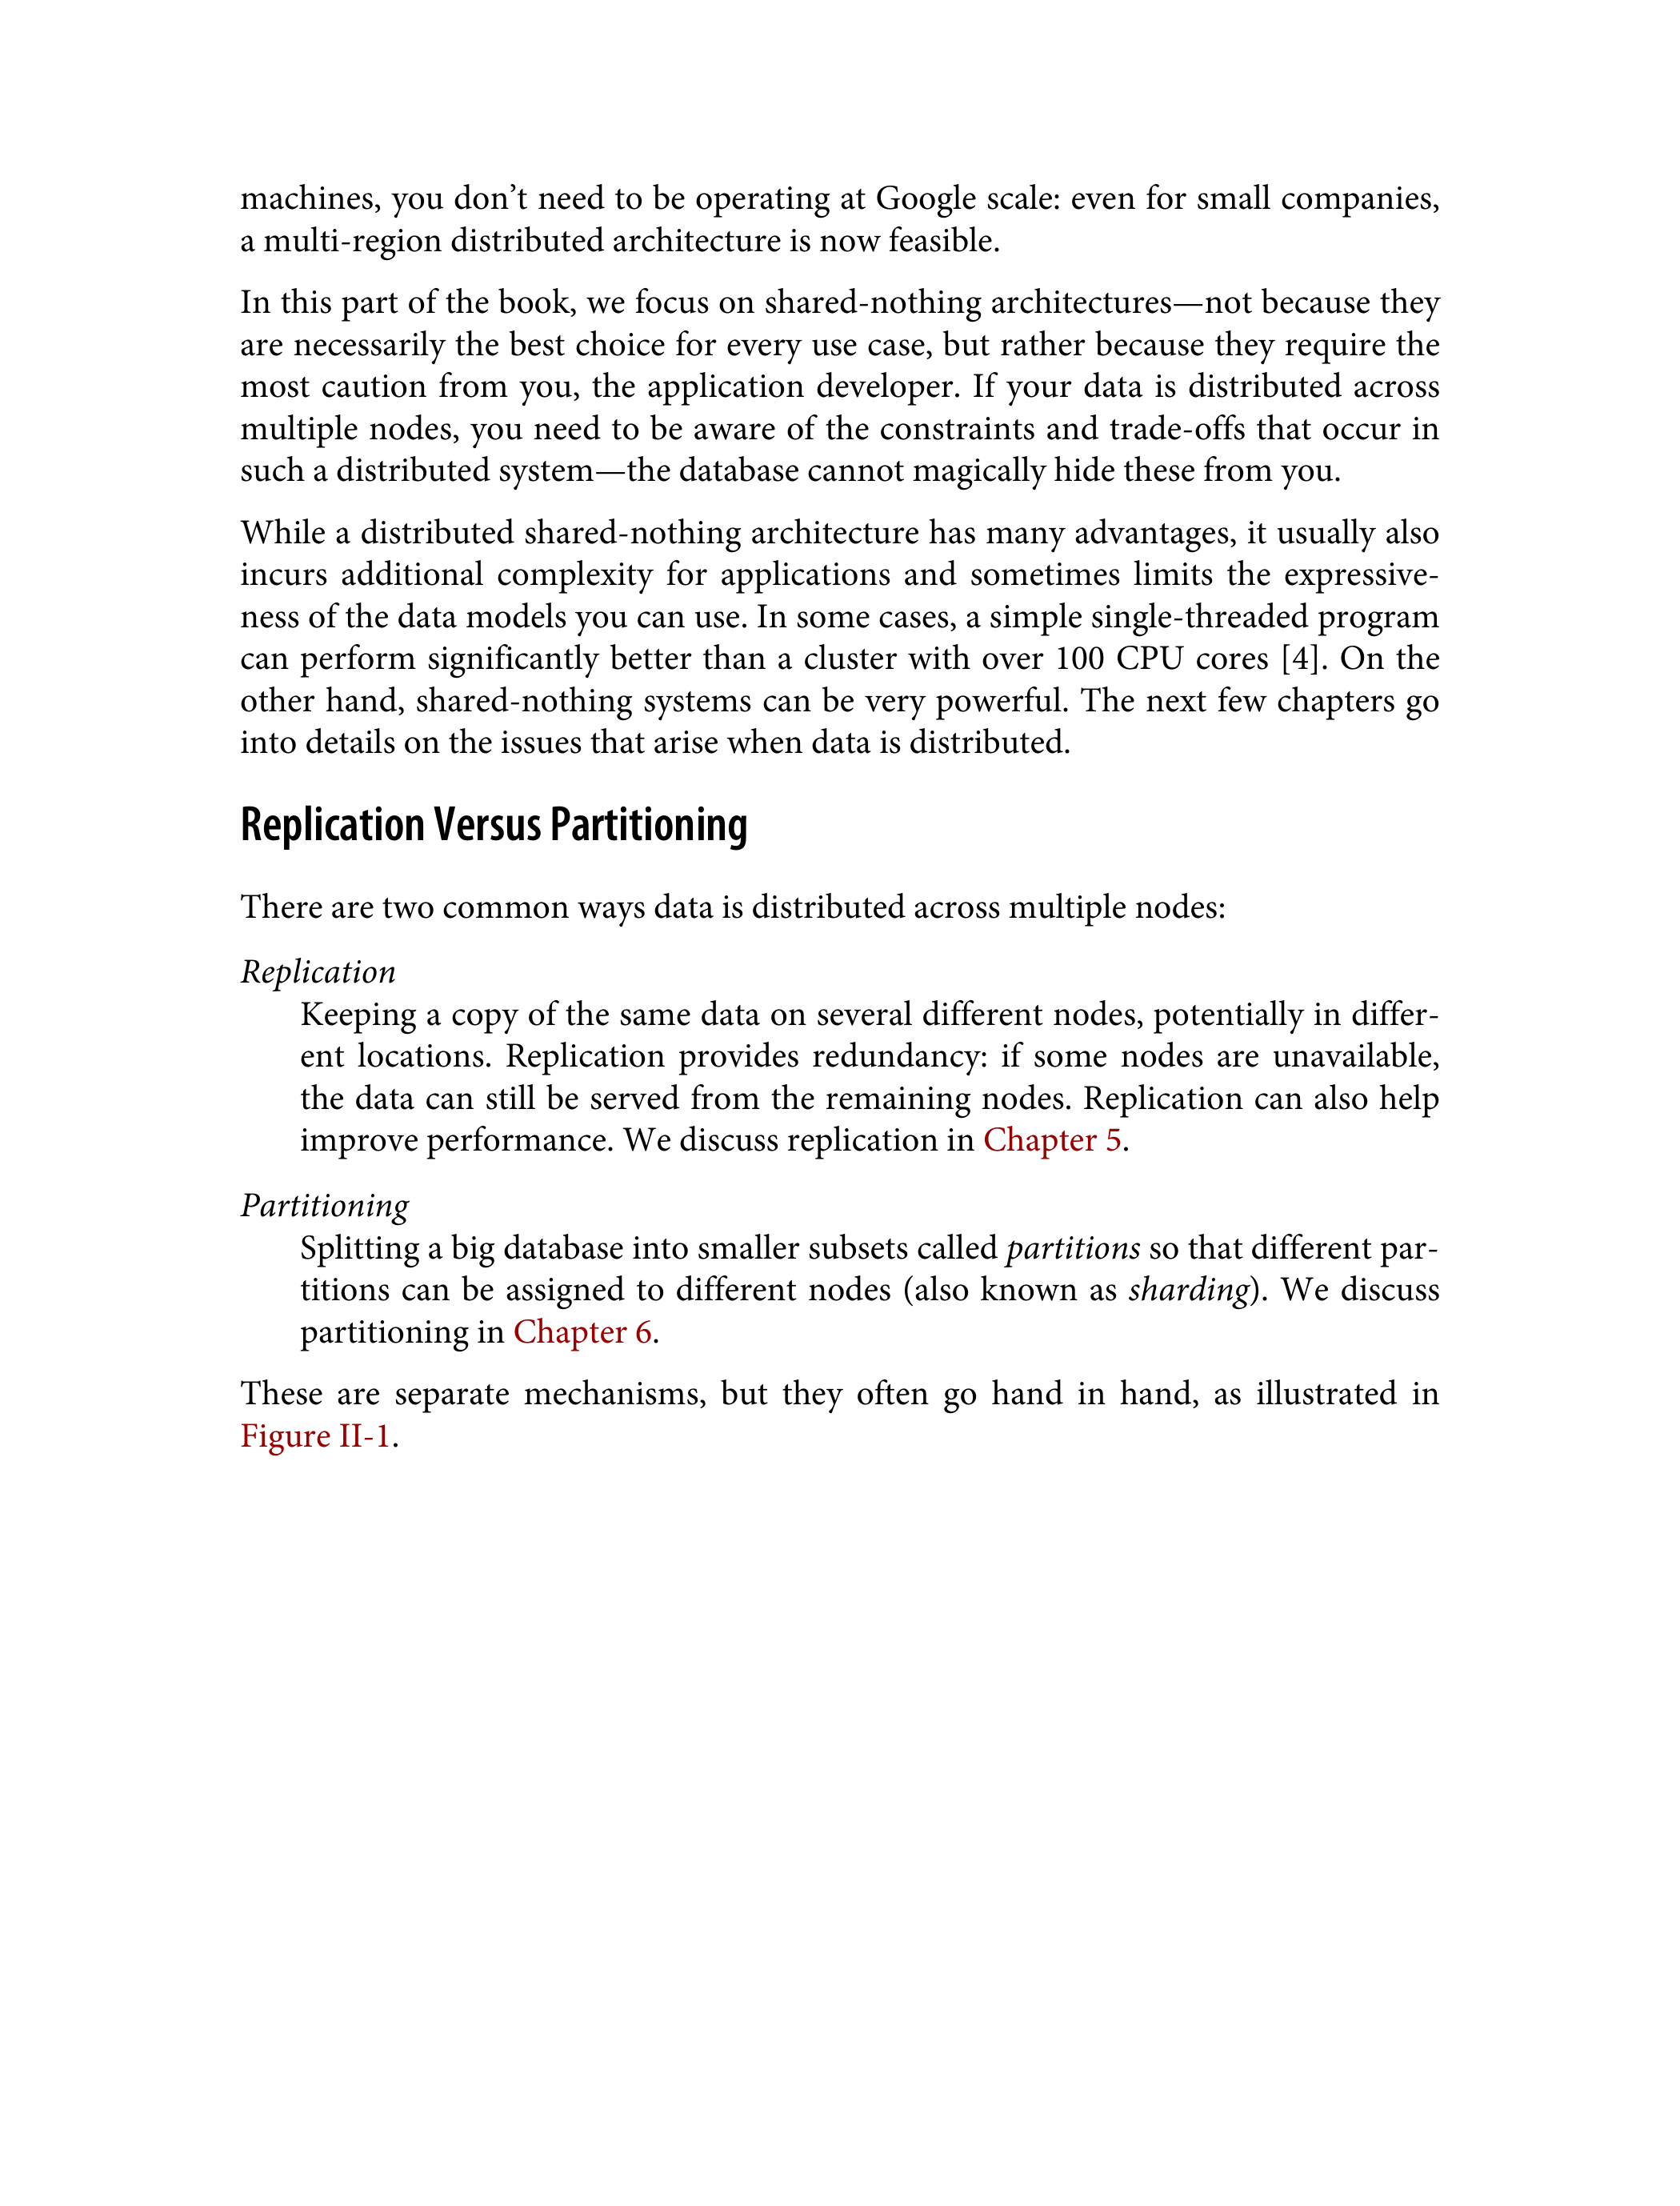 machines, you don’t need to be operating at Google scale: even for small companies,
a multi-region distributed architecture is now feasible.
In this part of the book, we focus on shared-nothing architectures—not because they
are necessarily the best choice for every use case, but rather because they require the
most caution from you, the application developer. If your data is distributed across
multiple nodes, you need to be aware of the constraints and trade-offs that occur in
such a distributed system—the database cannot magically hide these from you.
While a distributed shared-nothing architecture has many advantages, it usually also
incurs additional complexity for applications and sometimes limits the expressive-
ness of the data models you can use. In some cases, a simple single-threaded program
can perform significantly better than a cluster with over 100 CPU cores [4]. On the
other hand, shared-nothing systems can be very powerful. The next few chapters go
into details on the issues that arise when data is distributed.
Replication Versus Partitioning
There are two common ways data is distributed across multiple nodes:
Replication
Keeping a copy of the same data on several different nodes, potentially in differ-
ent locations. Replication provides redundancy: if some nodes are unavailable,
the data can still be served from the remaining nodes. Replication can also help
improve performance. We discuss replication in Chapter 5.
Partitioning
Splitting a big database into smaller subsets called partitions so that different par-
titions can be assigned to different nodes (also known as sharding). We discuss
partitioning in Chapter 6.
These are separate mechanisms, but they often go hand in hand, as illustrated in
Figure II-1.